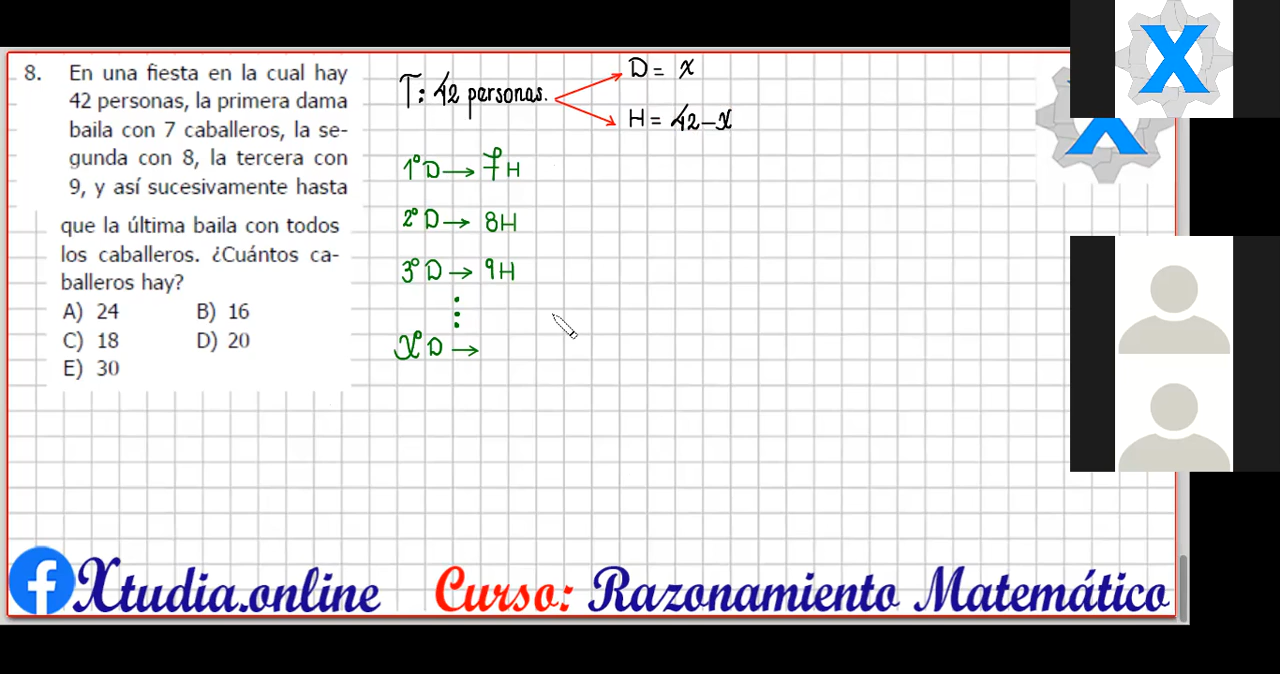 8. En una fiesta en la cual hay
42 personas, la primera dama
baila con 7 caballeros, la se-
gunda con 8, la tercera con
9, y así sucesivamente hasta
que la última baila con todos
los caballeros. ¿Cuántos ca-
balleros hay?
A) 24 B) 16
C) 18 D) 20
E) 30
T: 42 personas.
D = x
H = 42-x
1° D → 7 H
2° D → 8H
3° D → 9H
⋮
x° D →
Xtudia.online Curso: Razonamiento Matemático